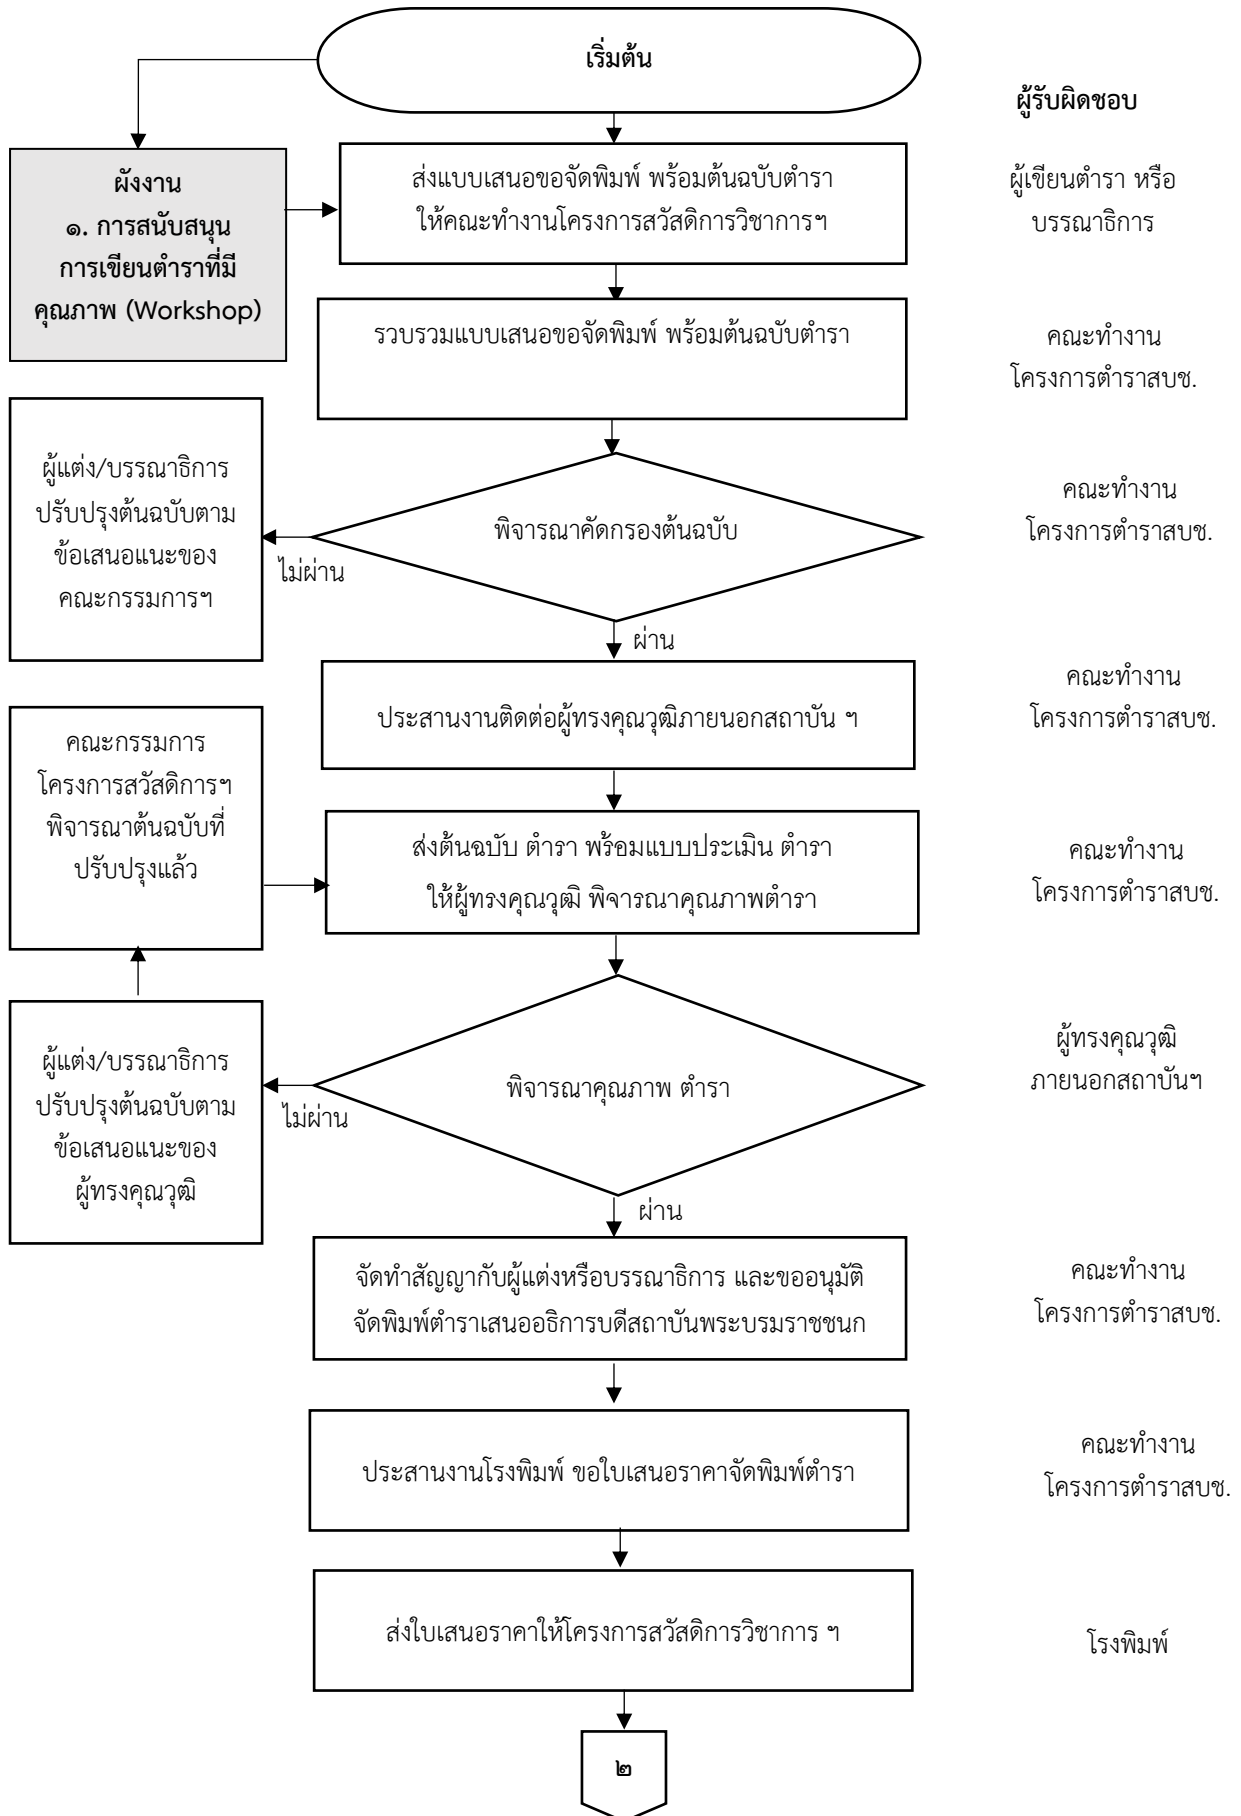 เริ่มต้น
ผู้รับผิดชอบ
ผังงาน
๑. การสนับสนุน
การเขียนตำราที่มี
คุณภาพ (Workshop)
ส่งแบบเสนอขอจัดพิมพ์ พร้อมต้นฉบับตำรา
ให้คณะทำงานโครงการสวัสดิการวิชาการฯ
ผู้เขียนตำรา หรือ
บรรณาธิการ
รวบรวมแบบเสนอขอจัดพิมพ์ พร้อมต้นฉบับตำรา
คณะทำงาน
โครงการตำราสบช.
ผู้แต่ง/บรรณาธิการ
ปรับปรุงต้นฉบับตาม
ข้อเสนอแนะของ
คณะกรรมการฯ
ไม่ผ่าน
พิจารณาคัดกรองต้นฉบับ
คณะทำงาน
โครงการตำราสบช.
ผ่าน
ประสานงานติดต่อผู้ทรงคุณวุฒิภายนอกสถาบัน ฯ
คณะทำงาน
โครงการตำราสบช.
คณะกรรมการ
โครงการสวัสดิการฯ
พิจารณาต้นฉบับที่
ปรับปรุงแล้ว
ส่งต้นฉบับ ตำรา พร้อมแบบประเมิน ตำรา
ให้ผู้ทรงคุณวุฒิ พิจารณาคุณภาพตำรา
คณะทำงาน
โครงการตำราสบช.
ผู้แต่ง/บรรณาธิการ
ปรับปรุงต้นฉบับตาม
ข้อเสนอแนะของ
ผู้ทรงคุณวุฒิ
ไม่ผ่าน
พิจารณาคุณภาพ ตำรา
ผู้ทรงคุณวุฒิ
ภายนอกสถาบันฯ
ผ่าน
จัดทำสัญญากับผู้แต่งหรือบรรณาธิการ และขออนุมัติ
จัดพิมพ์ตำราเสนออธิการบดีสถาบันพระบรมราชชนก
คณะทำงาน
โครงการตำราสบช.
ประสานงานโรงพิมพ์ ขอใบเสนอราคาจัดพิมพ์ตำรา
คณะทำงาน
โครงการตำราสบช.
ส่งใบเสนอราคาให้โครงการสวัสดิการวิชาการ ฯ
โรงพิมพ์
๒